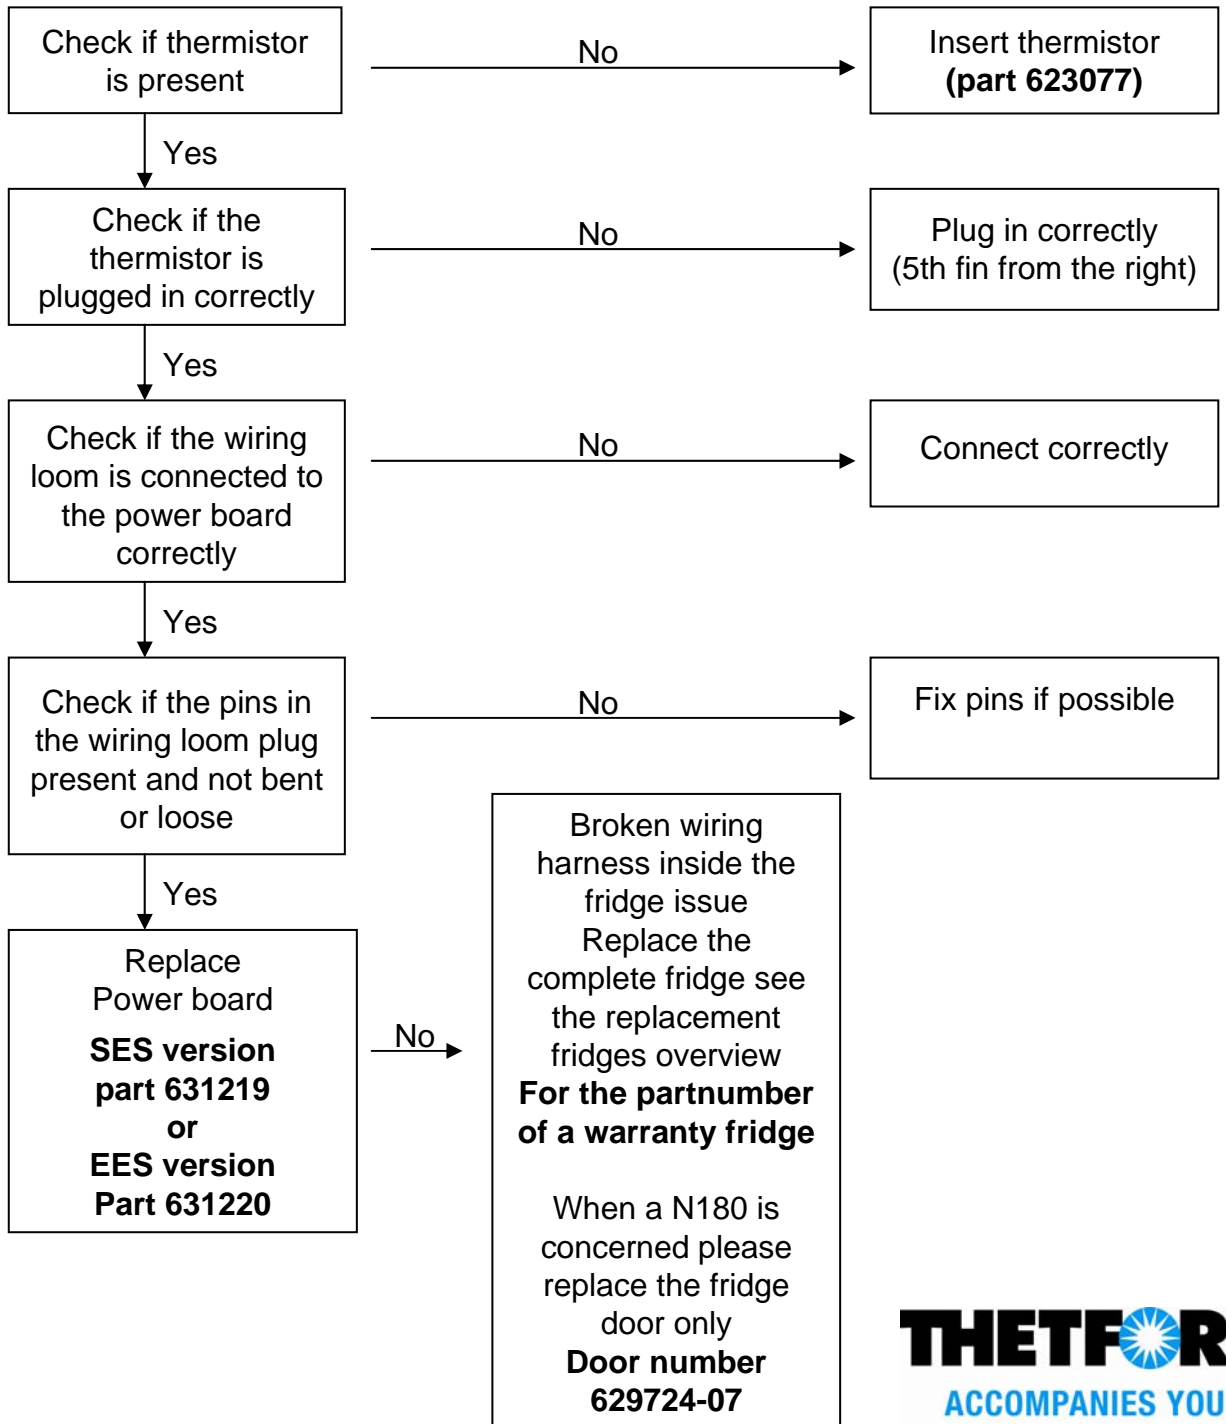 Check if thermistor
is present
No
Insert thermistor
(part 623077)
Yes
Check if the
thermistor is
plugged in correctly
No
Plug in correctly
(5th fin from the right)
Yes
Check if the wiring
loom is connected to
the power board
correctly
No
Connect correctly
Yes
Check if the pins in
the wiring loom plug
present and not bent
or loose
No
Fix pins if possible
Yes
Replace
Power board
SES version
part 631219
or
EES version
Part 631220
No
Broken wiring
harness inside the
fridge issue
Replace the
complete fridge see
the replacement
fridges overview
For the partnumber
of a warranty fridge
When a N180 is
concerned please
replace the fridge
door only
Door number
629724-07
THETFOR
ACCOMPANIES YOU